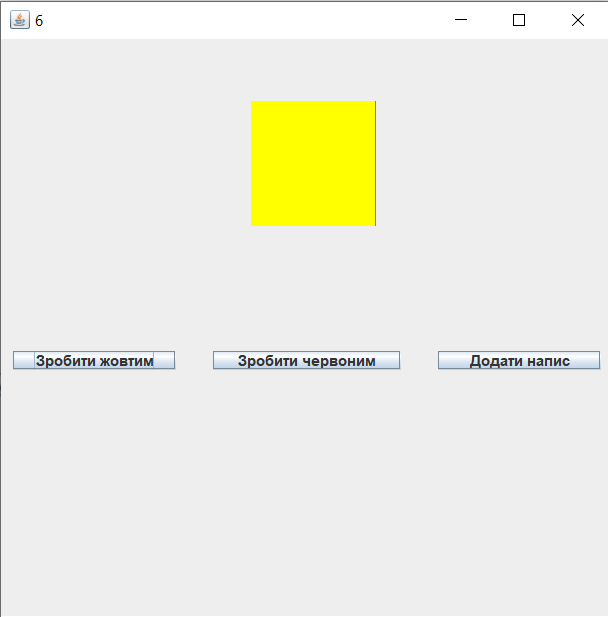 6
Зробити жовтим
Зробити червоним
Додати напис